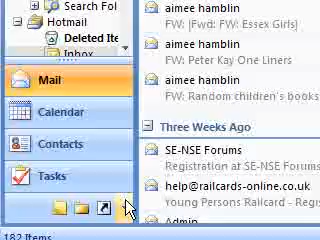 Search Fol
Hotmail
Deleted Ite
Inbox
Mail
Calendar
Contacts
Tasks
182 Items
aimee hamblin
FW: [Fwd: FW: Essex Girls]
aimee hamblin
FW: Peter Kay One Liners
aimee hamblin
FW: Random children's books
Three Weeks Ago
SE-NSE Forums
Registration at SE-NSE Forums
help@railcards-online.co.uk
Young Persons Railcard - Regis
Admin